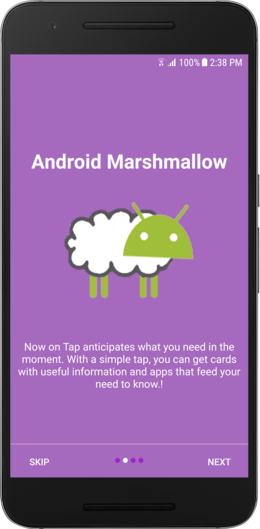 100% 2:38 PM
Android Marshmallow
Now on Tap anticipates what you need in the
moment. With a simple tap, you can get cards
with useful information and apps that feed your
need to know.!
SKIP
NEXT